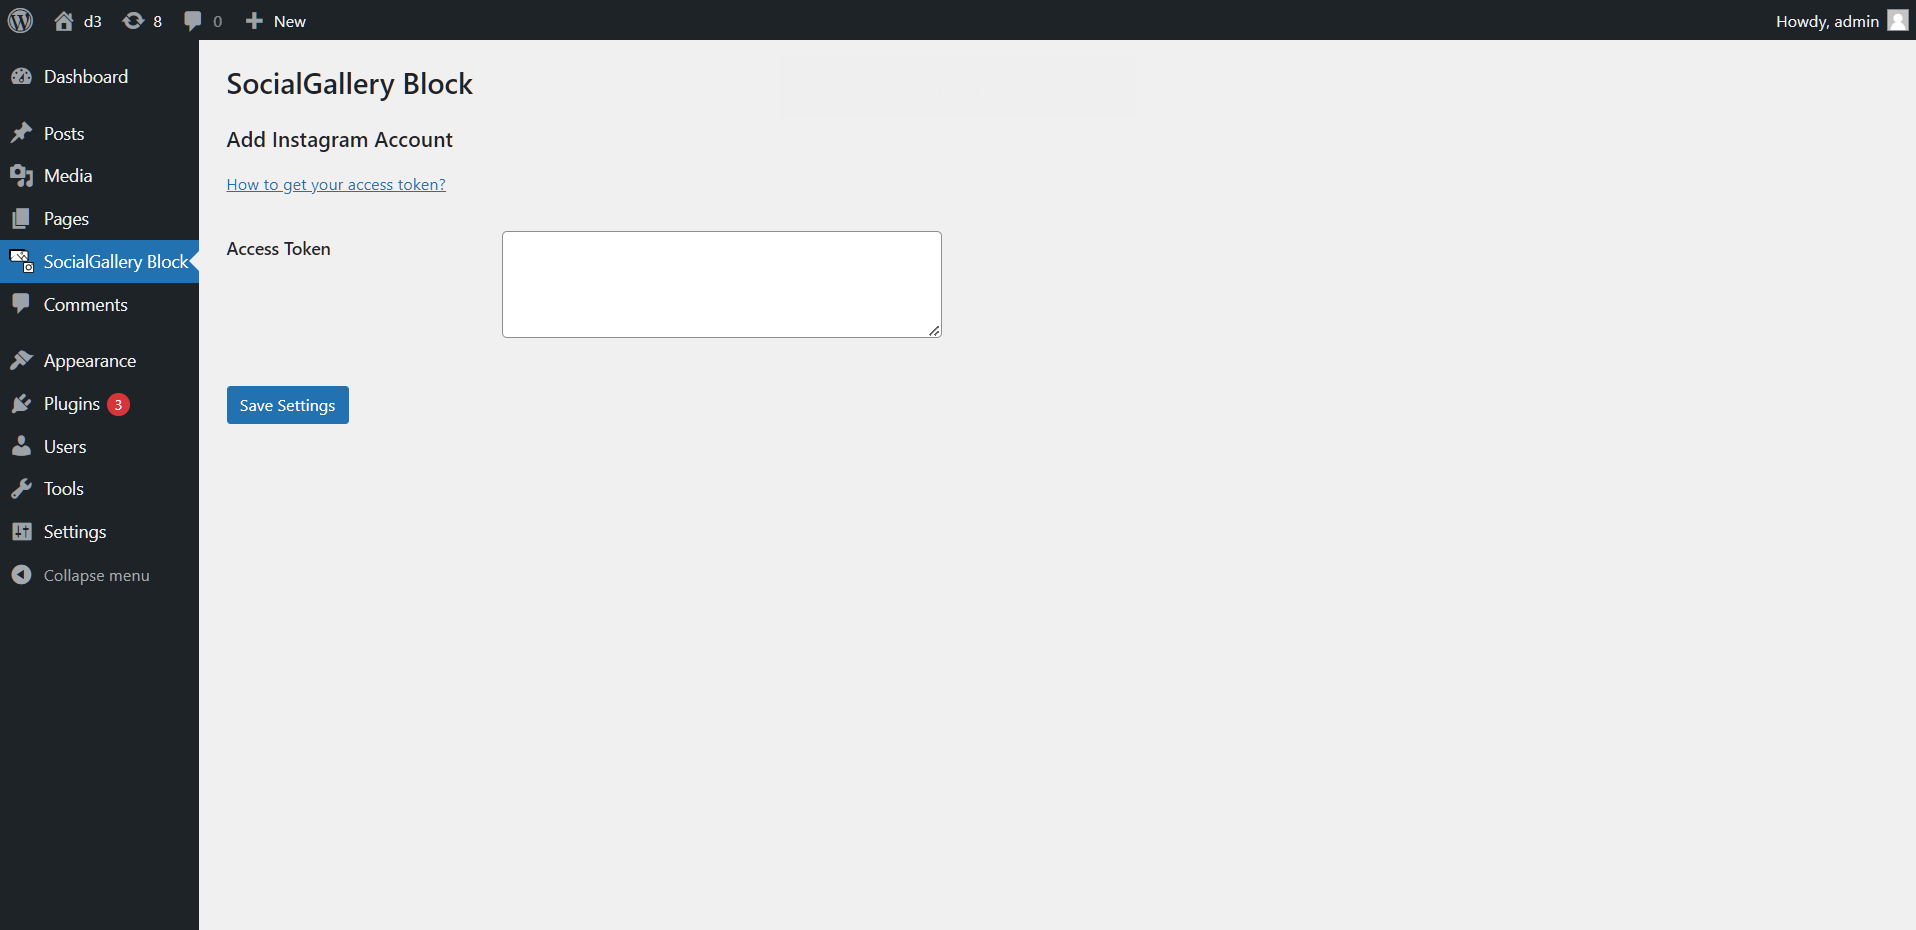 d3 8 0 New Howdy, admin
Dashboard
Posts
Media
Pages
SocialGallery Block
Comments
Appearance
Plugins 3
Users
Tools
Settings
Collapse menu
SocialGallery Block
Add Instagram Account
How to get your access token?
Access Token
Save Settings